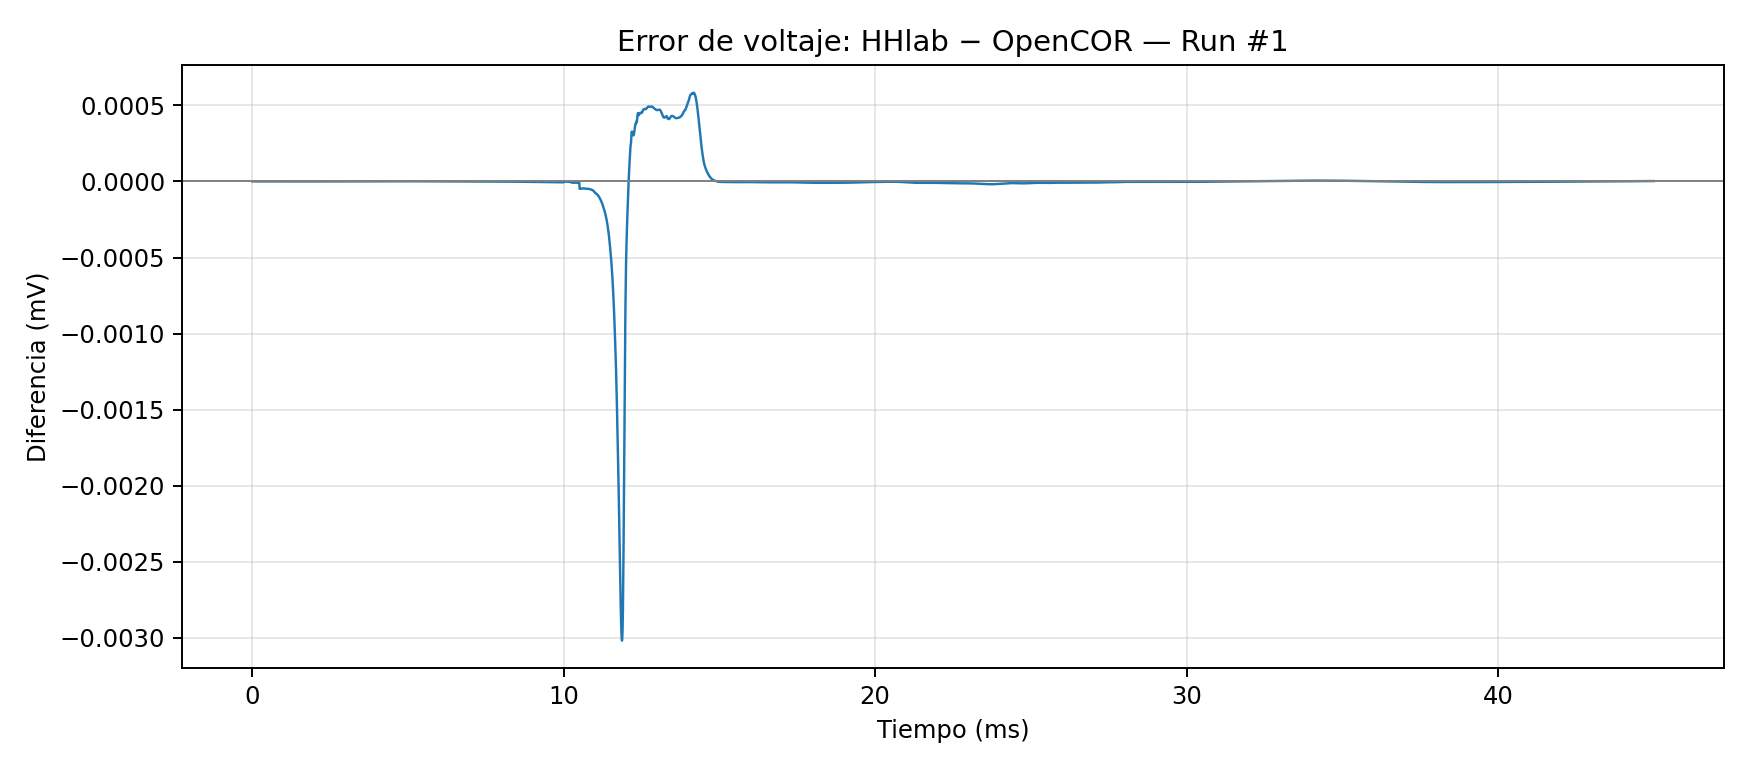 Error de voltaje: HHlab − OpenCOR — Run #1
0.0005
0.0000
−0.0005
−0.0010
−0.0015
−0.0020
−0.0025
−0.0030
Diferencia (mV)
0 10 20 30 40
Tiempo (ms)